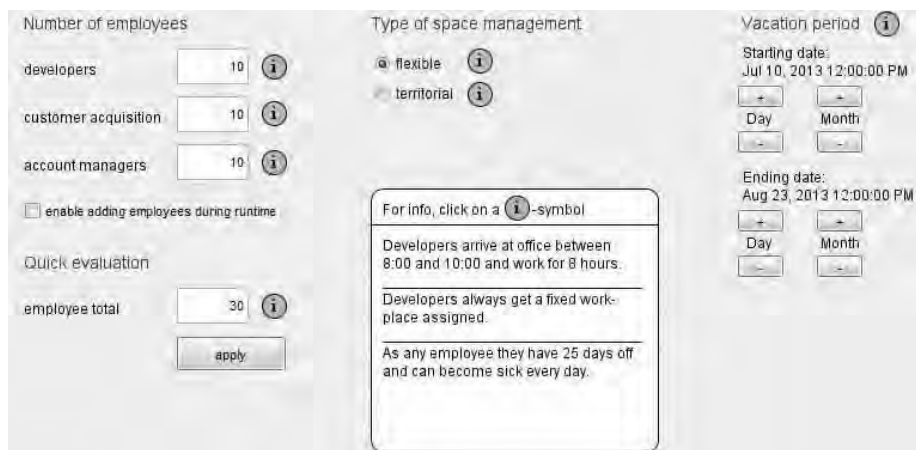 Number of employees
developers 10 i
customer acquisition 10 i
account managers 10 i
enable adding employees during runtime
Quick evaluation
employee total 30 i
apply
Type of space management
flexible i
territorial i
For info, click on a i-symbol
Developers arrive at office between
8:00 and 10:00 and work for 8 hours.
Developers always get a fixed work-
place assigned.
As any employee they have 25 days off
and can become sick every day.
Vacation period i
Starting date:
Jul 10, 2013 12:00:00 PM
+ +
Day Month
- -
Ending date:
Aug 23, 2013 12:00:00 PM
+ +
Day Month
- -